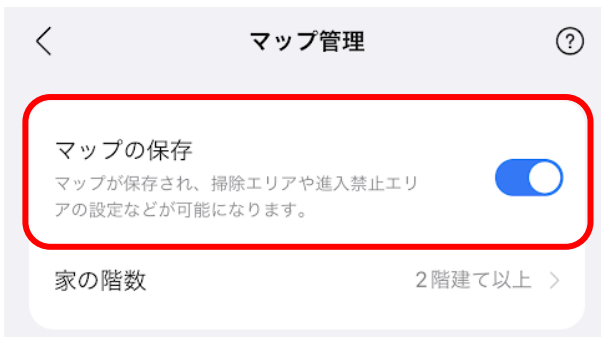 マップ管理
?
マップの保存
マップが保存され、掃除エリアや進入禁止エリ
アの設定などが可能になります。
家の階数 2階建て以上